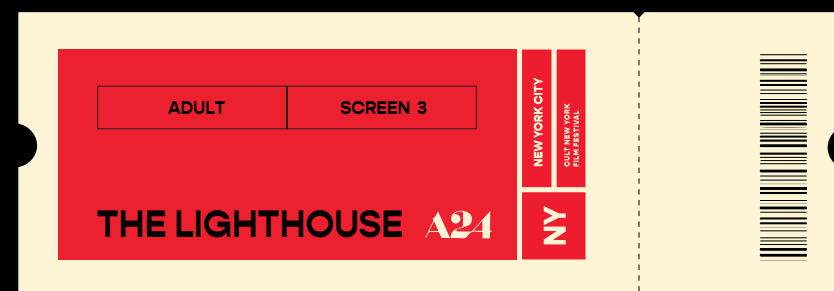 ADULT
SCREEN 3
THE LIGHTHOUSE
A24
NEW YORK CITY
CULT NEW YORK
FILM FESTIVAL
NY